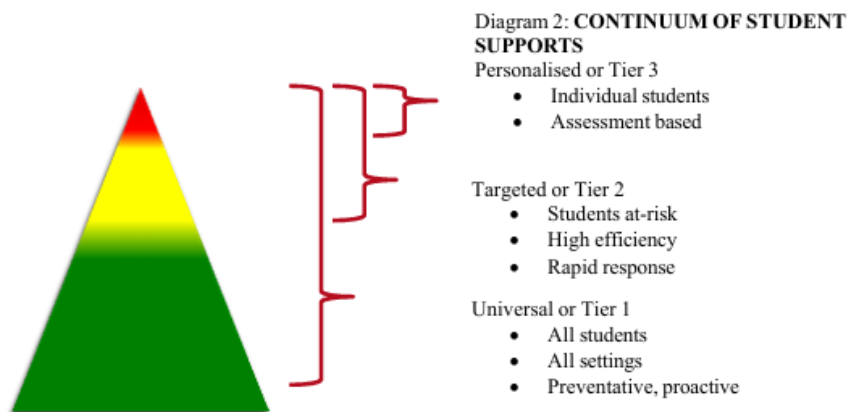 Diagram 2: CONTINUUM OF STUDENT
SUPPORTS
Personalised or Tier 3
• Individual students
• Assessment based
Targeted or Tier 2
• Students at-risk
• High efficiency
• Rapid response
Universal or Tier 1
• All students
• All settings
• Preventative, proactive